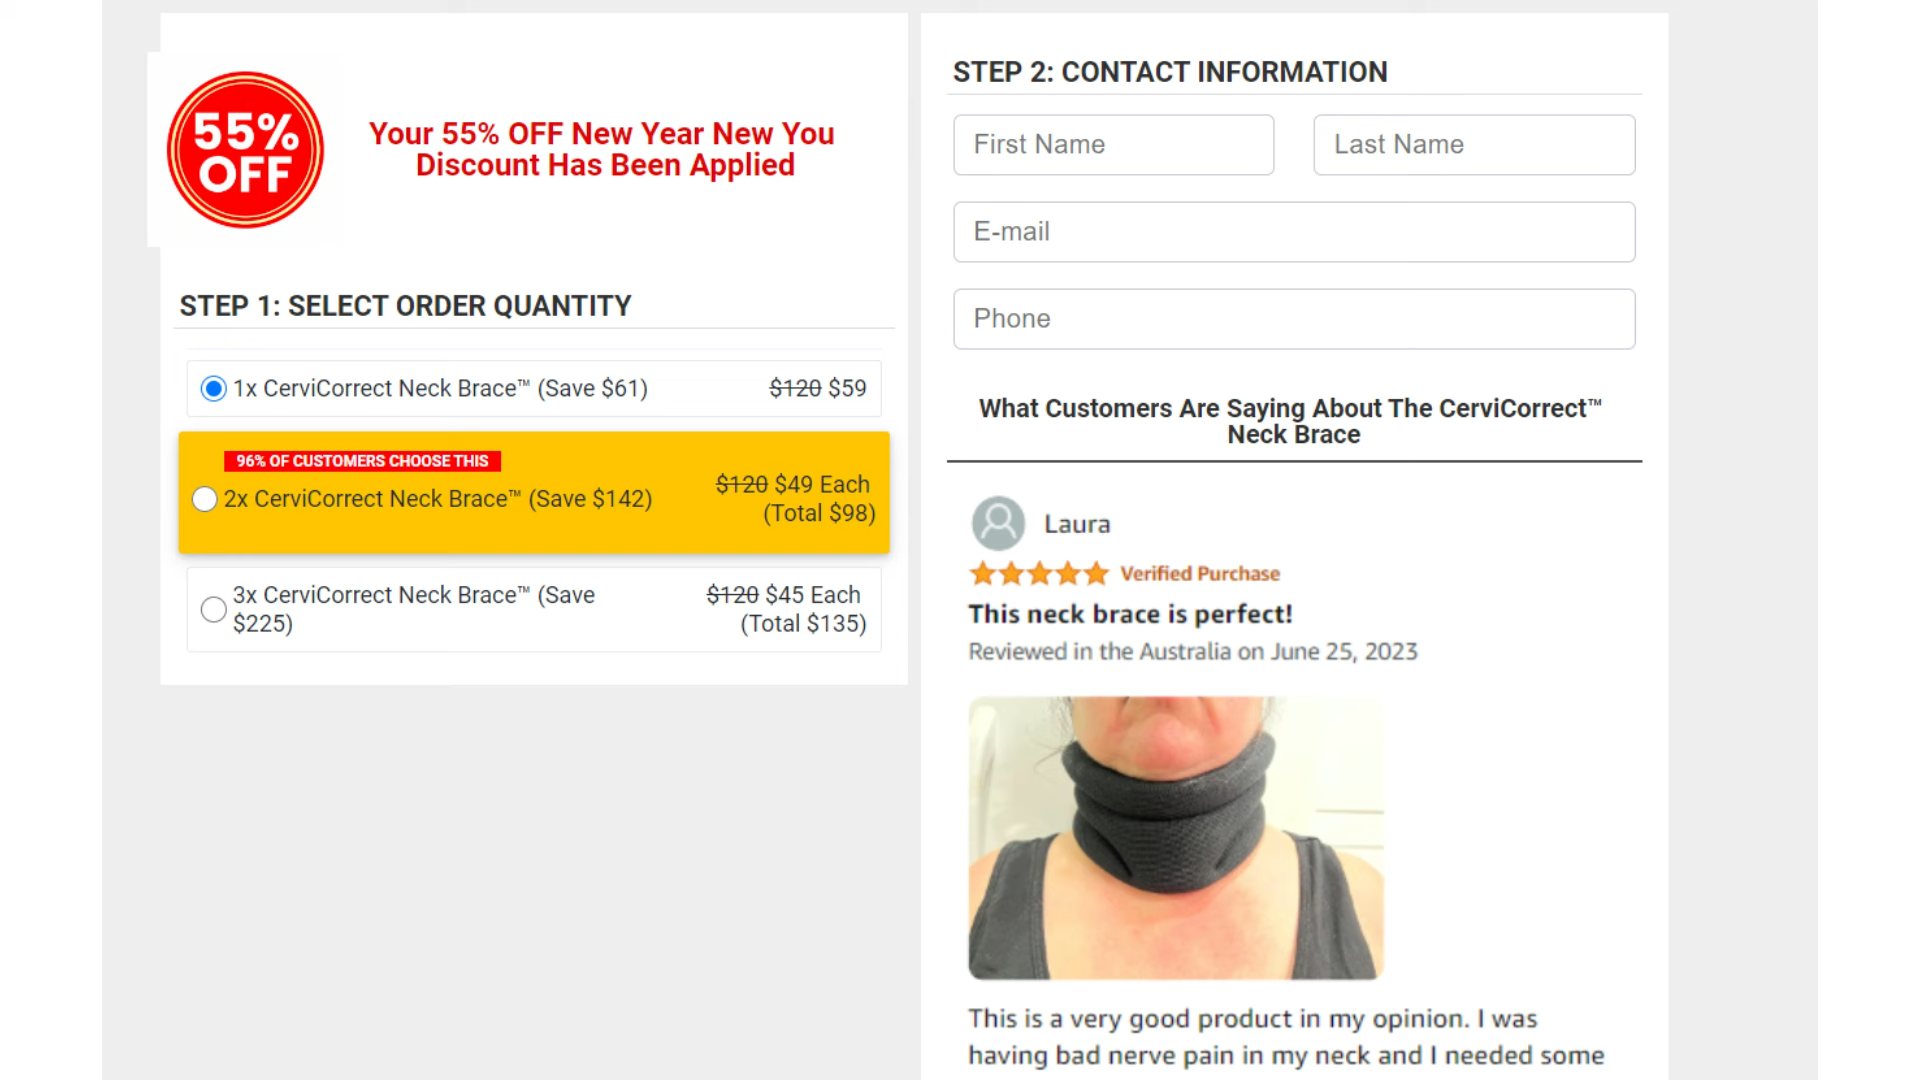 55%
OFF
Your 55% OFF New Year New You
Discount Has Been Applied
STEP 1: SELECT ORDER QUANTITY
1x CerviCorrect Neck Brace™ (Save $61) $120 $59
96% OF CUSTOMERS CHOOSE THIS
2x CerviCorrect Neck Brace™ (Save $142) $120 $49 Each
(Total $98)
3x CerviCorrect Neck Brace™ (Save $120 $45 Each
$225) (Total $135)
STEP 2: CONTACT INFORMATION
First Name Last Name
E-mail
Phone
What Customers Are Saying About The CerviCorrect™
Neck Brace
Laura
Verified Purchase
This neck brace is perfect!
Reviewed in the Australia on June 25, 2023
This is a very good product in my opinion. I was
having bad nerve pain in my neck and I needed some